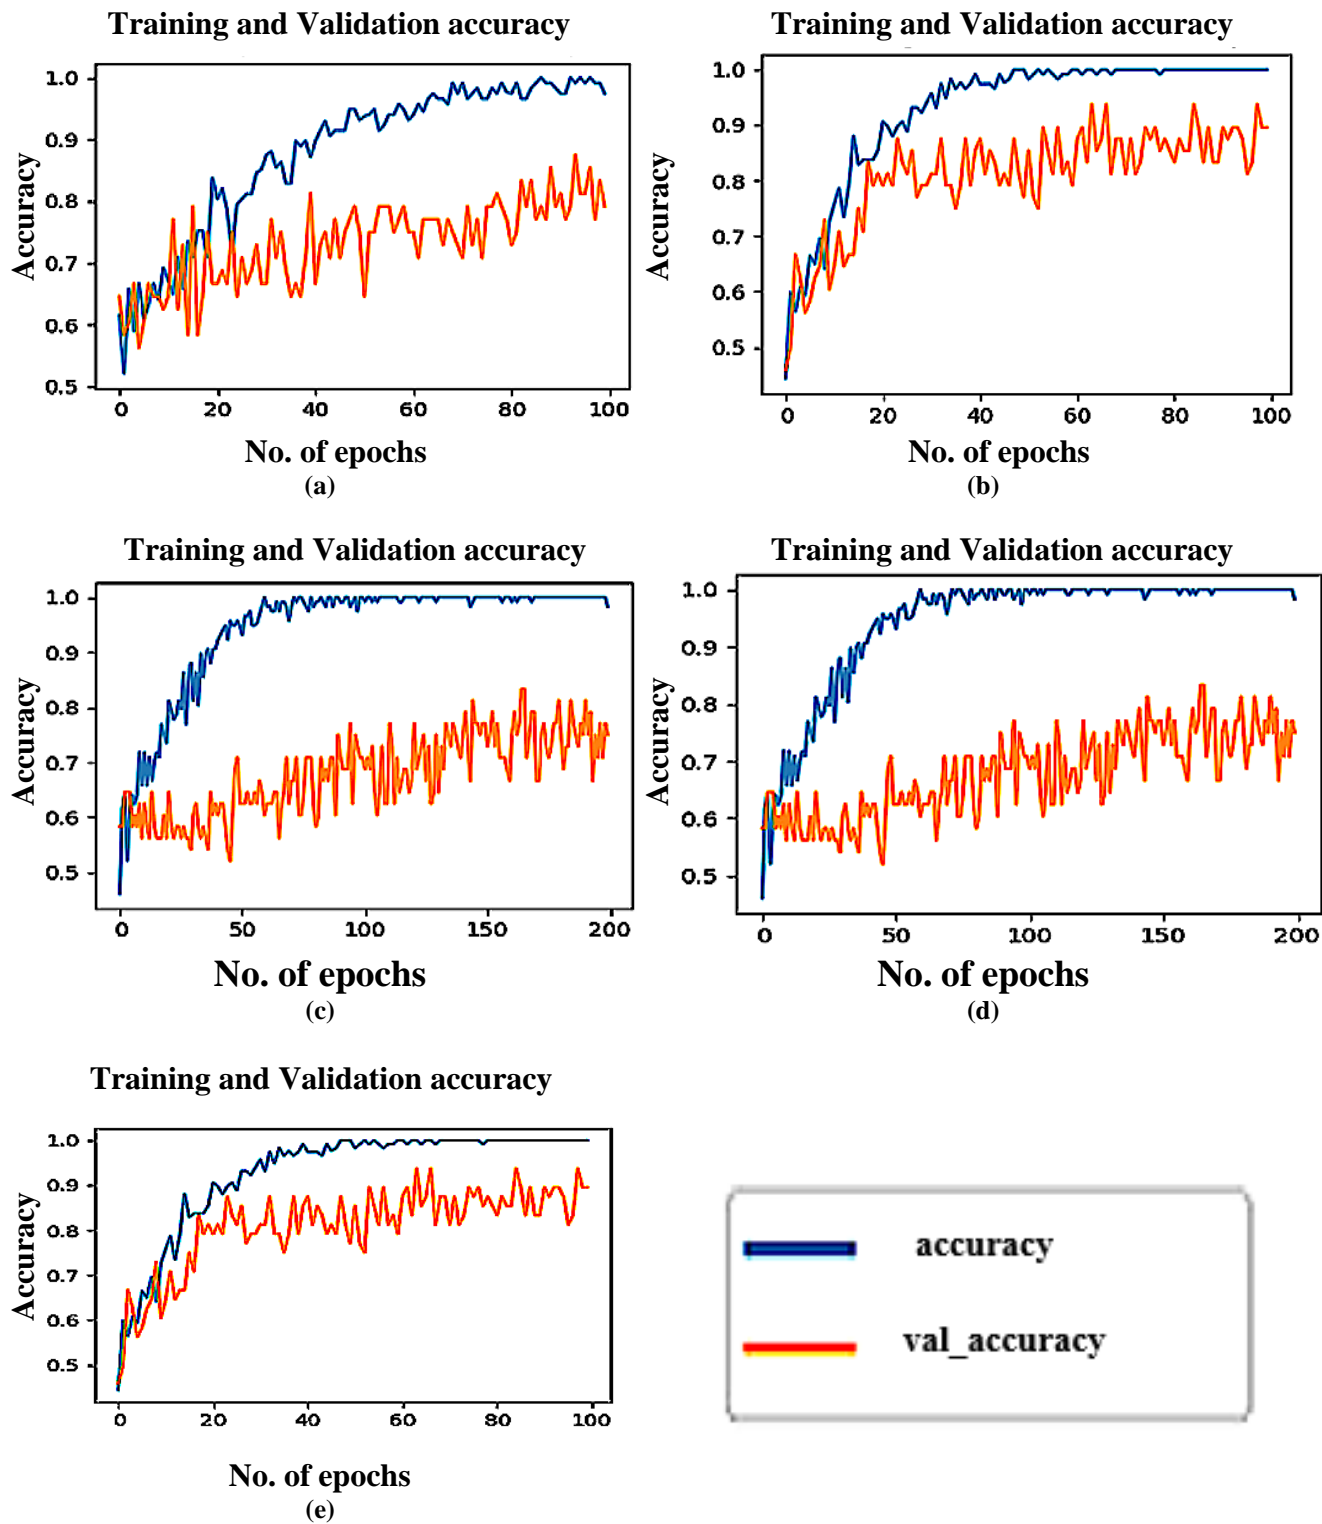 Training and Validation accuracy
Training and Validation accuracy
1.0
0.9
0.8
0.7
0.6
0.5
Accuracy
0 20 40 60 80 100
No. of epochs
(a)
1.0
0.9
0.8
0.7
0.6
0.5
Accuracy
0 20 40 60 80 100
No. of epochs
(b)
Training and Validation accuracy
Training and Validation accuracy
1.0
0.9
0.8
0.7
0.6
0.5
Accuracy
0 50 100 150 200
No. of epochs
(c)
1.0
0.9
0.8
0.7
0.6
0.5
Accuracy
0 50 100 150 200
No. of epochs
(d)
Training and Validation accuracy
1.0
0.9
0.8
0.7
0.6
0.5
Accuracy
0 20 40 60 80 100
No. of epochs
(e)
accuracy
val_accuracy